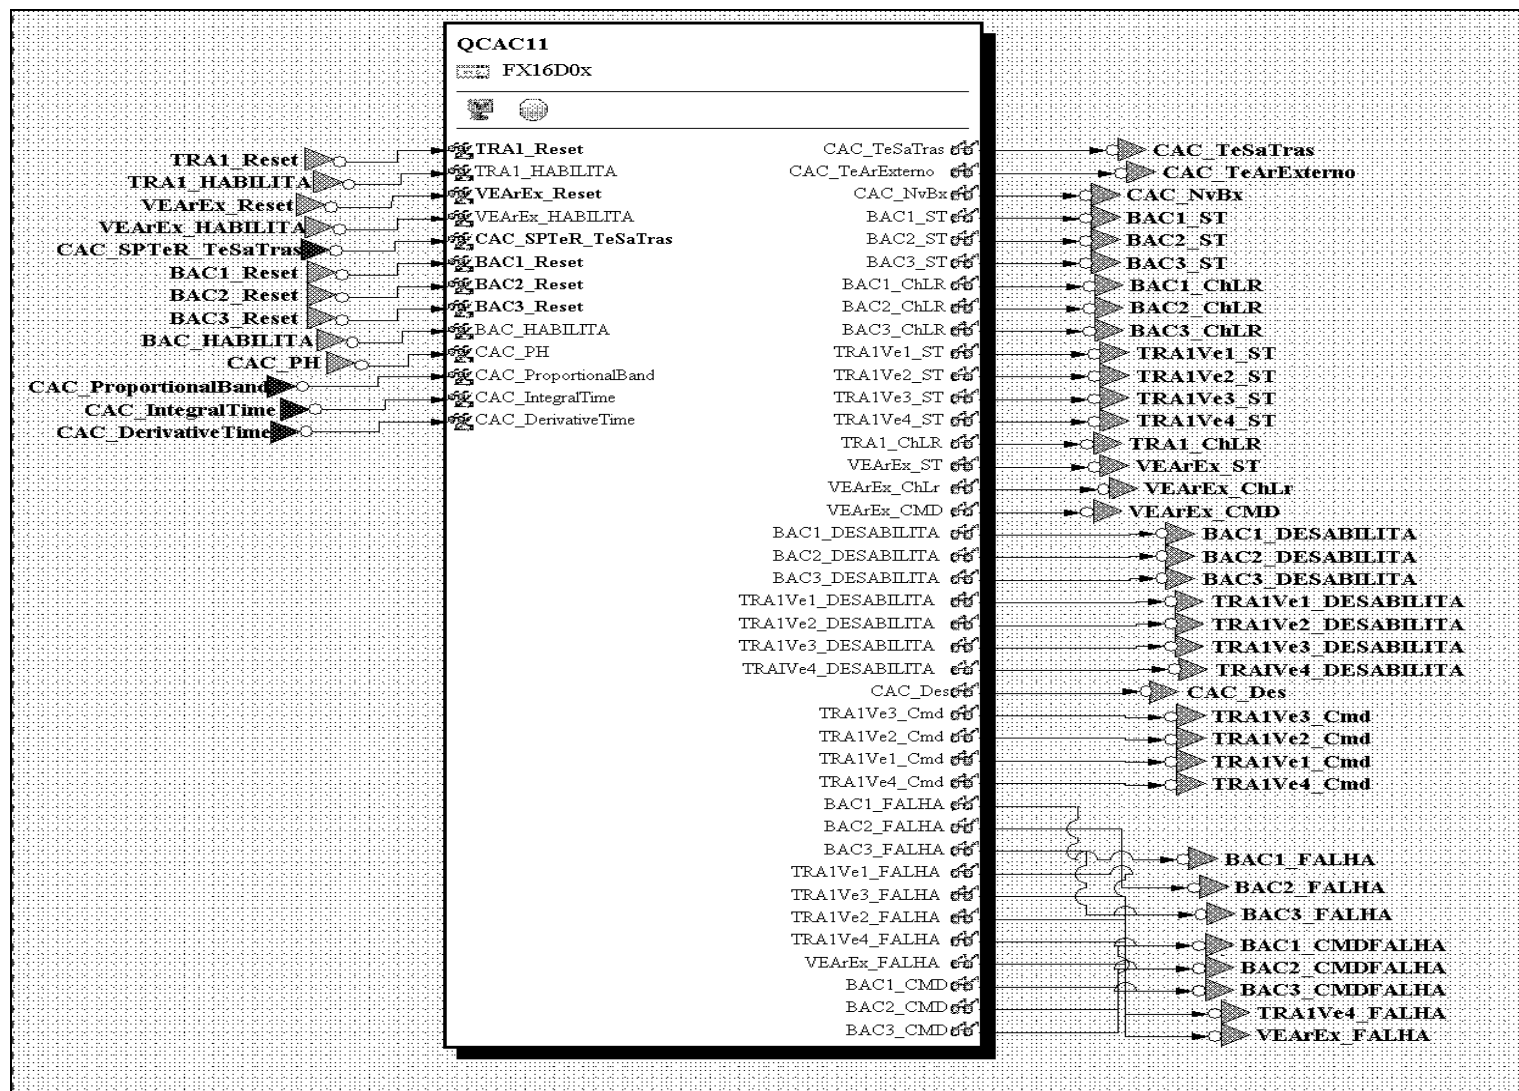 QCAC11
FX16D0x
TRA1_Reset
TRA1_HABILITA
VEArEx_Reset
VEArEx_HABILITA
CAC_SPTeR_TeSaTras
BAC1_Reset
BAC2_Reset
BAC3_Reset
BAC_HABILITA
CAC_PH
CAC_ProportionalBand
CAC_IntegralTime
CAC_DerivativeTime
TRA1_Reset
TRA1_HABILITA
VEArEx_Reset
VEArEx_HABILITA
CAC_SPTeR_TeSaTras
BAC1_Reset
BAC2_Reset
BAC3_Reset
BAC_HABILITA
CAC_PH
CAC_ProportionalBand
CAC_IntegralTime
CAC_DerivativeTime
CAC_TeSaTras
CAC_TeArExterno
CAC_NvBx
BAC1_ST
BAC2_ST
BAC3_ST
BAC1_ChLR
BAC2_ChLR
BAC3_ChLR
TRA1Ve1_ST
TRA1Ve2_ST
TRA1Ve3_ST
TRA1Ve4_ST
TRA1_ChLR
VEArEx_ST
VEArEx_ChLr
VEArEx_CMD
BAC1_DESABILITA
BAC2_DESABILITA
BAC3_DESABILITA
TRA1Ve1_DESABILITA
TRA1Ve2_DESABILITA
TRA1Ve3_DESABILITA
TRAIVe4_DESABILITA
CAC_Des
TRA1Ve3_Cmd
TRA1Ve2_Cmd
TRA1Ve1_Cmd
TRA1Ve4_Cmd
BAC1_FALHA
BAC2_FALHA
BAC3_FALHA
TRA1Ve1_FALHA
TRA1Ve3_FALHA
TRA1Ve2_FALHA
TRA1Ve4_FALHA
VEArEx_FALHA
BAC1_CMD
BAC2_CMD
BAC3_CMD
CAC_TeSaTras
CAC_TeArExterno
CAC_NvBx
BAC1_ST
BAC2_ST
BAC3_ST
BAC1_ChLR
BAC2_ChLR
BAC3_ChLR
TRA1Ve1_ST
TRA1Ve2_ST
TRA1Ve3_ST
TRA1Ve4_ST
TRA1_ChLR
VEArEx_ST
VEArEx_ChLr
VEArEx_CMD
BAC1_DESABILITA
BAC2_DESABILITA
BAC3_DESABILITA
TRA1Ve1_DESABILITA
TRA1Ve2_DESABILITA
TRA1Ve3_DESABILITA
TRAIVe4_DESABILITA
CAC_Des
TRA1Ve3_Cmd
TRA1Ve2_Cmd
TRA1Ve1_Cmd
TRA1Ve4_Cmd
BAC1_FALHA
BAC2_FALHA
BAC3_FALHA
BAC1_CMDFALHA
BAC2_CMDFALHA
BAC3_CMDFALHA
TRA1Ve4_FALHA
VEArEx_FALHA